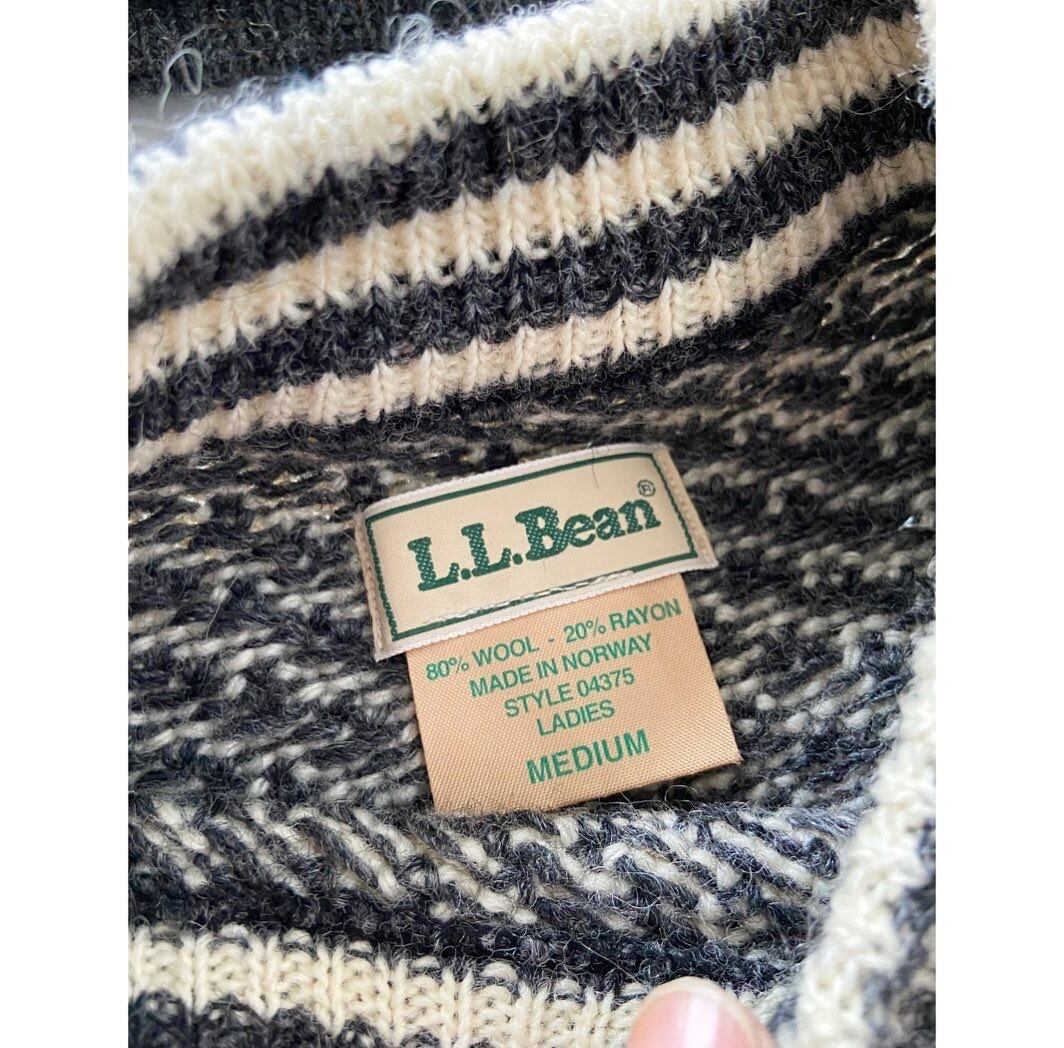 L.L.Bean®
80% WOOL - 20% RAYON
MADE IN NORWAY
STYLE 04375
LADIES
MEDIUM